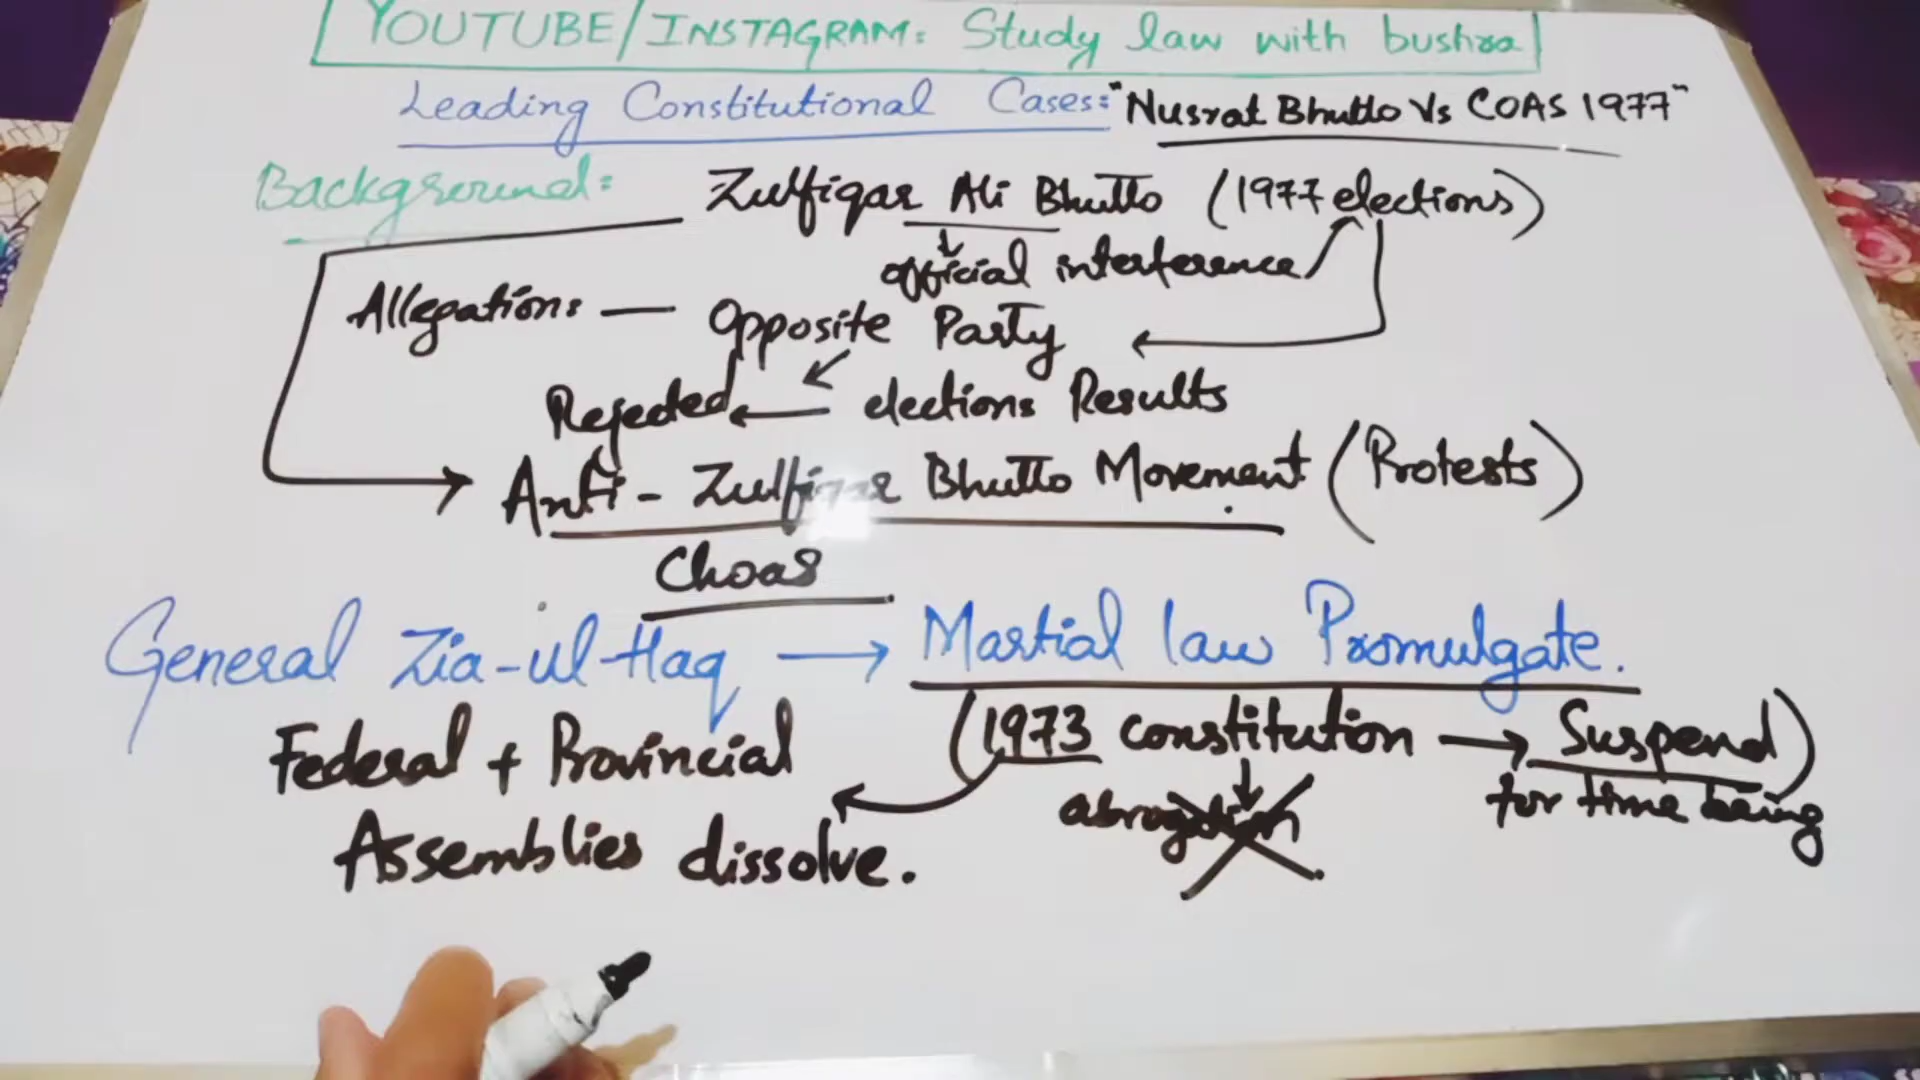 YOUTUBE/INSTAGRAM: Study law with bushra
Leading Constitutional Cases: "Nusrat Bhutto Vs COAS 1977"
Background: Zulfiqar Ali Bhutto (1977 elections)
official interference
Allegations — Opposite Party
Rejected ← elections Results
Anti - Zulfiqar Bhutto Movement (Protests)
Choas
General Zia-ul-Haq → Martial law Promulgate.
Federal + Provincial (1973 constitution → Suspend)
abrogation for time being
Assemblies dissolve.